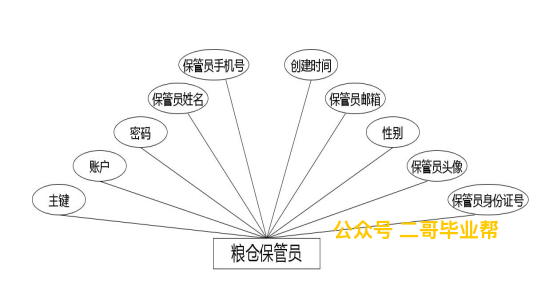 保管员手机号
创建时间
保管员姓名
保管员邮箱
密码
性别
账户
保管员头像
主键
保管员身份证号
公众号 二哥毕业帮
粮仓保管员